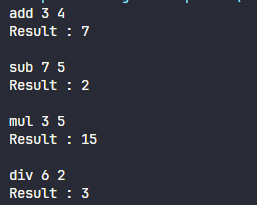 add 3 4
Result : 7
sub 7 5
Result : 2
mul 3 5
Result : 15
div 6 2
Result : 3